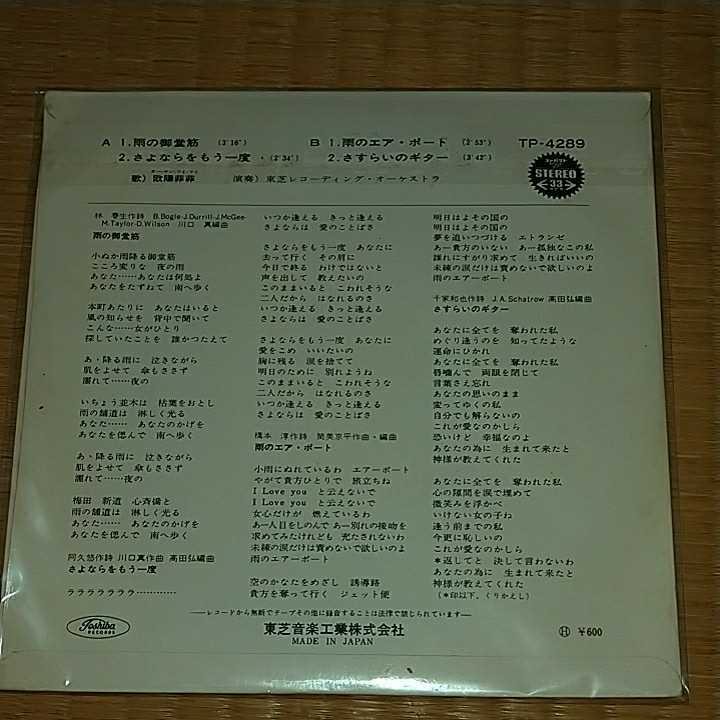 A 1.雨の御堂筋 (3'16")
2.さよならをもう一度・(2'34")
B 1.雨のエア・ポート (2'53")
2.さすらいのギター (3'42")
TP-4289
STEREO
33
オーヤン・フィ・フィ
歌) 欧陽菲菲 演奏) 東芝レコーディング・オーケストラ
林 春生作詩 B.Bogle-J.Durrill-J.McGee-
M.Taylor-D.Wilson 川口 真編曲
雨の御堂筋
小ぬか雨降る御堂筋
こころ変りな 夜の雨
あなた……あなたは何処よ
あなたをたずねて 南へ歩く
本町あたりに あなたはいると
風の知らせを 背中で聞いて
こんな……女がひとり
探していたことを 誰かつたえて
あゝ降る雨に 泣きながら
肌をよせて 傘もささず
濡れて……夜の
いちょう並木は 枯葉をおとし
雨の舗道は 淋しく光る
あなた…… あなたのかげを
あなたを偲んで 南へ歩く
あゝ降る雨に 泣きながら
肌をよせて 傘もささず
濡れて……夜の
梅田 新道 心斉橋と
雨の舗道は 淋しく光る
あなた…… あなたのかげを
あなたを偲んで 南へ歩く
阿久悠作詩 川口真作曲 高田弘編曲
さよならをもう一度
ラララララララ…………
いつか逢える きっと逢える
さよならは 愛のことばさ
さよならをもう一度 あなたに
去って行く その肩に
今日で終る わけではないと
声を出して 教えたいの
このままいると こわれそうな
二人だから はなれるのさ
いつか逢える きっと逢える
さよならは 愛のことばさ
さよならをもう一度 あなたに
愛をこめ いいたいの
胸に残る 涙を捨てて
明日のために 別れようね
このままいると こわれそうな
二人だから はなれるのさ
いつか逢える きっと逢える
さよならは 愛のことばさ
橋本 淳作詩 筒美京平作曲・編曲
雨のエアーポート
小雨にぬれているわ エアーポート
やがて貴方ひとりで 旅立ちね
I Love you と云えないで
I Love you と云えないで
女心だけが 燃えているわ
あー人目をしのんで あー別れの接吻を
求めてみたけれども 充たされないわ
未練の涙だけは責めないで欲しいのよ
雨のエアーポート
空のかなたをめざし 誘導路
貴方を奪って行く ジェット便
明日はよその国の
明日はよその国の
夢を追いつづける エトランゼ
あー貴方のいない あー孤独なこの私
誰れにすがり求めて 生きればいいの
未練の涙だけは責めないで欲しいのよ
雨のエアーポート
千家和也作詩 J.A.Schatrow 高田弘編曲
さすらいのギター
あなたに全てを 奪われた私
めぐり逢うのを 知ってたような
運命にひかれ
あなたに全てを 奪われた私
唇噛んで 両眼を閉じて
言葉さえ忘れ
あなたの思いのまま
変ってゆくの私
自分でも解らないの
これが愛なのかしら
恐いけど 幸福なのよ
あなたの為に 生まれて来たと
神様が教えてくれた
あなたに全てを 奪われた私
心の隙間を涙で埋めて
微笑みを浮かべ
いけない女の子ね
逢う前までの私
今更に恥しいの
これが愛なのかしら
*返してと 決して言わないわ
あなたの為に 生まれて来たと
神様が教えてくれた
(*印以下、くりかえし)
——レコードから無断でテープその他に録音することは法律で禁じられています——
Toshiba
RECORDS
東芝音楽工業株式会社
MADE IN JAPAN
Ⓗ ¥600